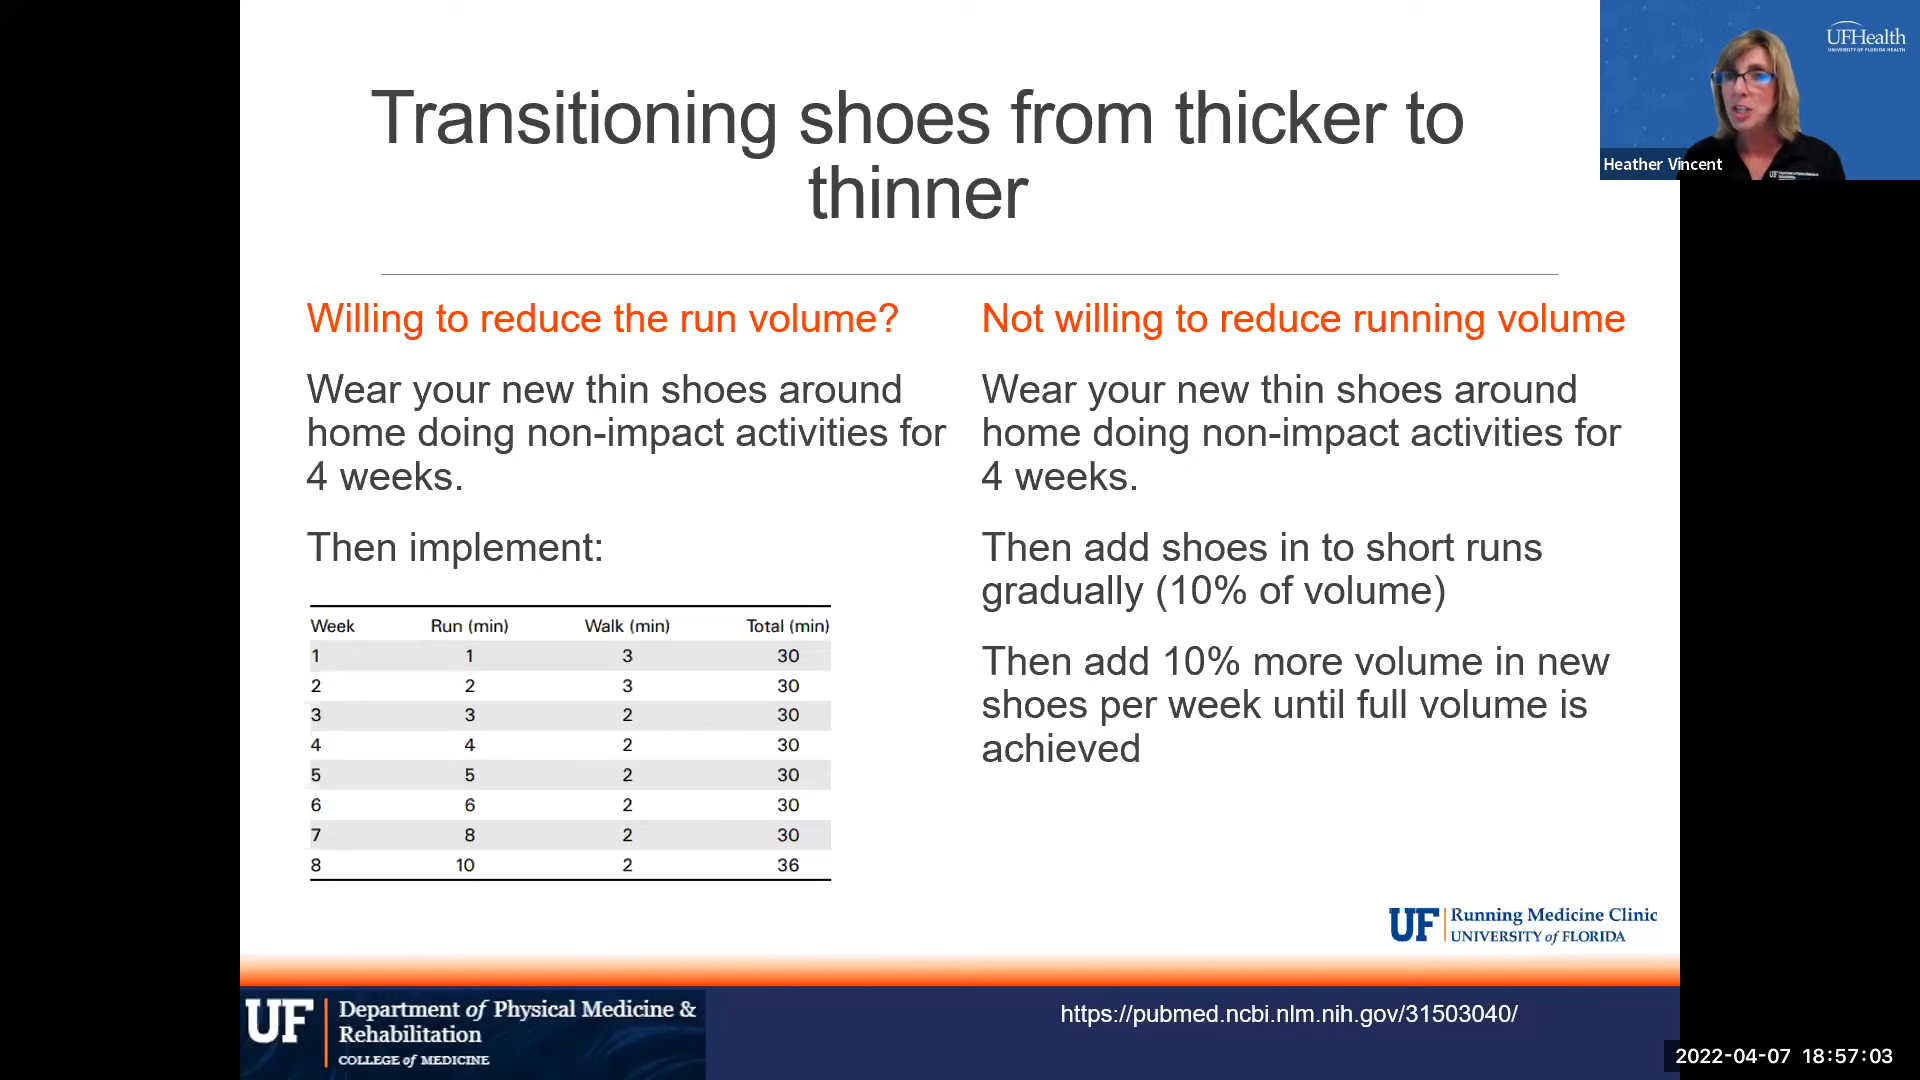 Transitioning shoes from thicker to
thinner
Willing to reduce the run volume?
Wear your new thin shoes around
home doing non-impact activities for
4 weeks.
Then implement:
Week Run (min) Walk (min) Total (min)
1 1 3 30
2 2 3 30
3 3 2 30
4 4 2 30
5 5 2 30
6 6 2 30
7 8 2 30
8 10 2 36
Not willing to reduce running volume
Wear your new thin shoes around
home doing non-impact activities for
4 weeks.
Then add shoes in to short runs
gradually (10% of volume)
Then add 10% more volume in new
shoes per week until full volume is
achieved
UF Running Medicine Clinic
UNIVERSITY of FLORIDA
UF Department of Physical Medicine &
Rehabilitation
COLLEGE of MEDICINE
https://pubmed.ncbi.nlm.nih.gov/31503040/
UFHealth
UNIVERSITY OF FLORIDA HEALTH
UF
Heather Vincent
2022-04-07 18:57:03